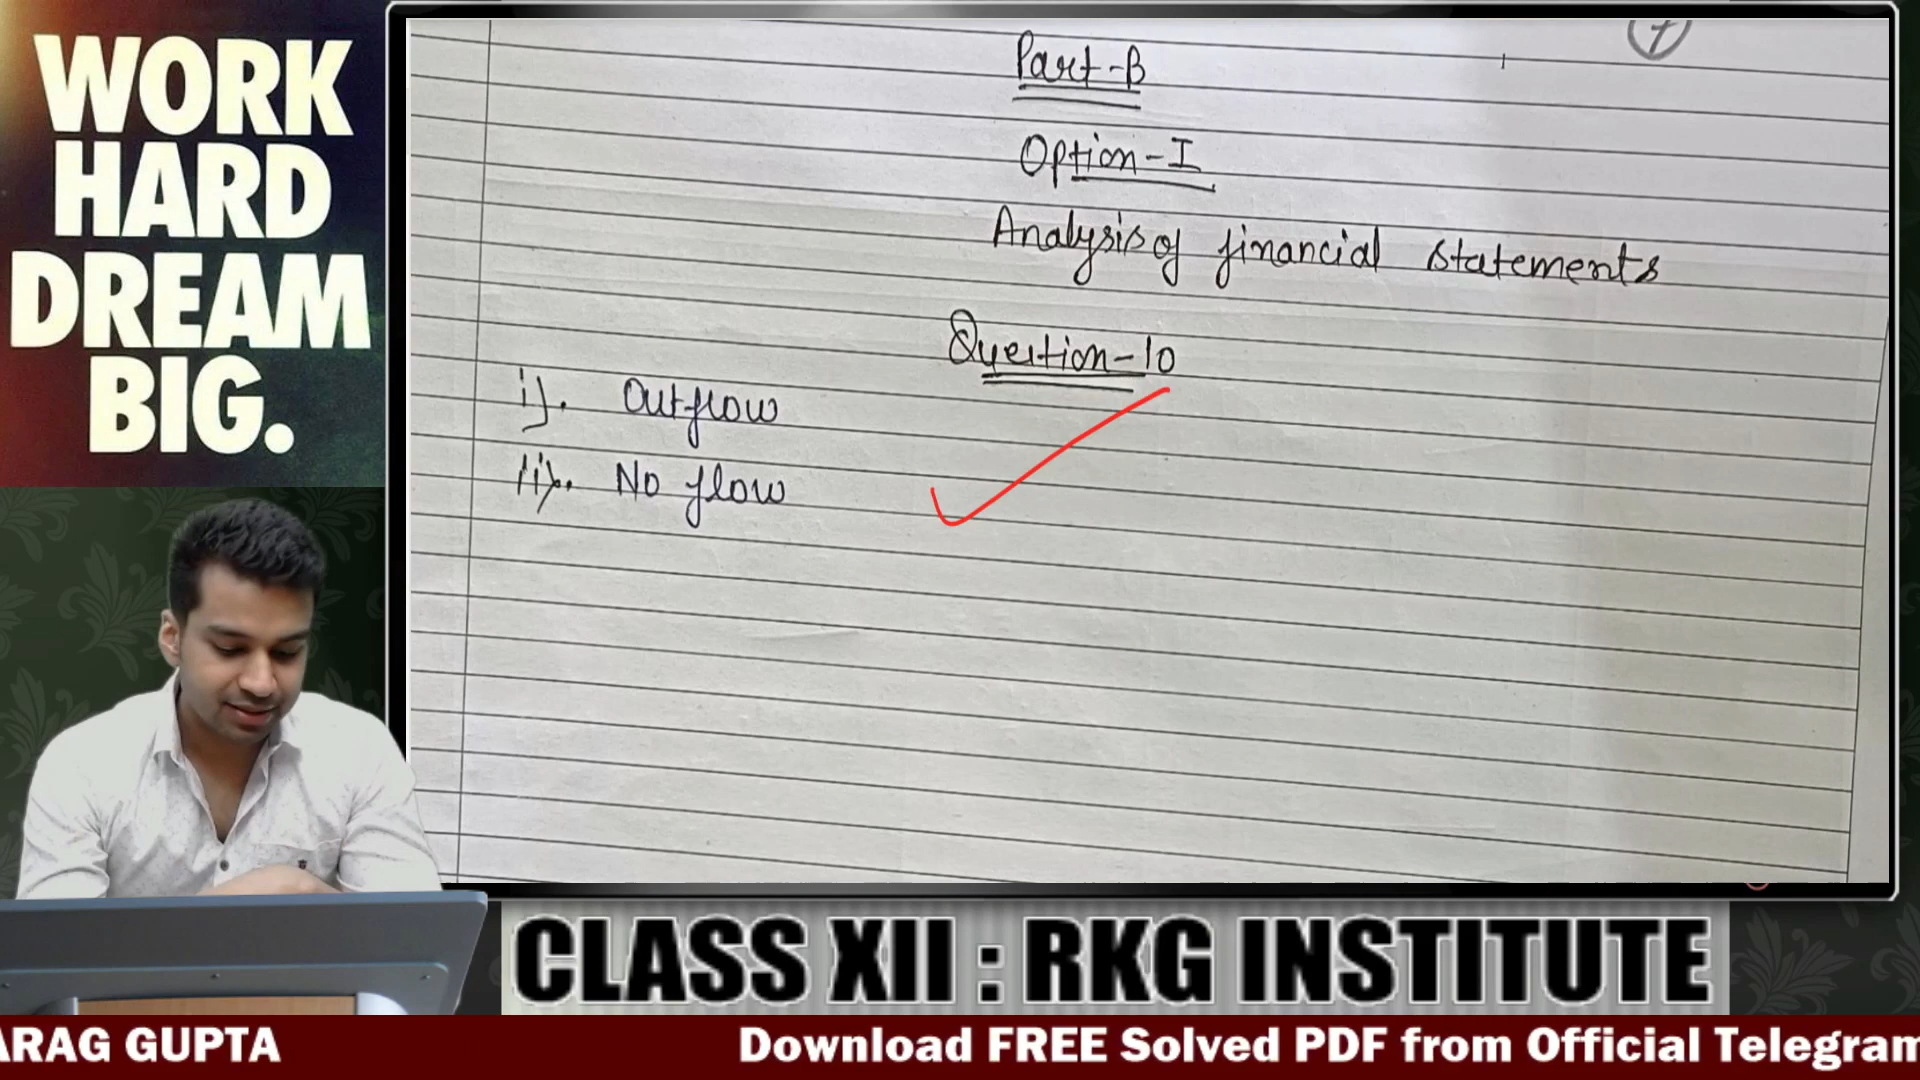 WORK
HARD
DREAM
BIG.
7
Part-B
Option-I
Analysis of financial statements
Question-10
i). Outflow
ii). No flow
CLASS XII : RKG INSTITUTE
ARAG GUPTA Download FREE Solved PDF from Official Telegram